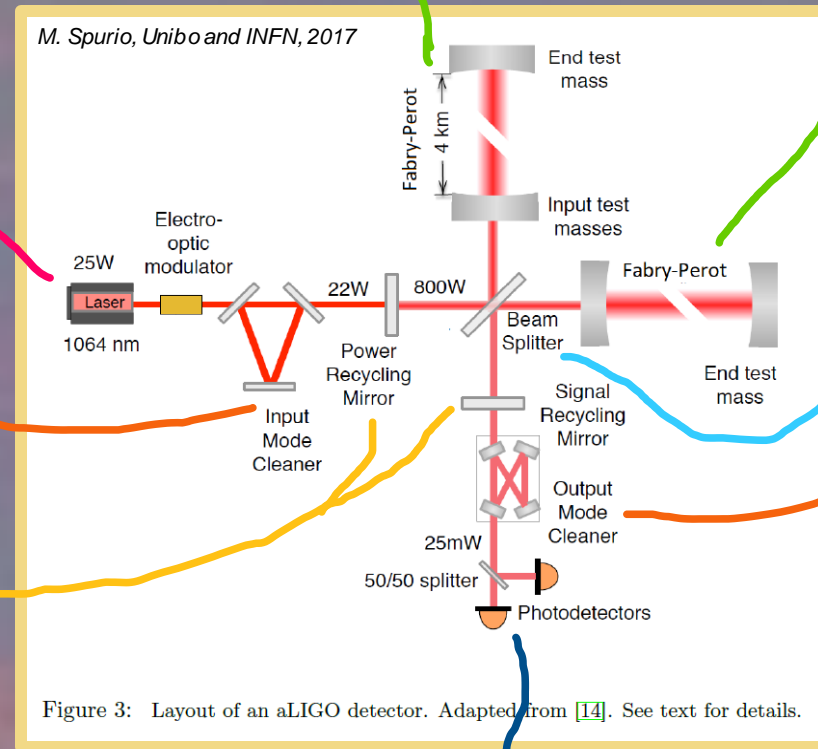 M. Spurio, Unibo and INFN, 2017
End test
mass
Fabry-Perot
4 km
Input test
masses
Electro-
optic
modulator
25W
Laser
1064 nm
22W
800W
Fabry-Perot
Beam
Splitter
End test
mass
Power
Recycling
Mirror
Input
Mode
Cleaner
Signal
Recycling
Mirror
Output
Mode
Cleaner
25mW
50/50 splitter
Photodetectors
Figure 3: Layout of an aLIGO detector. Adapted from [14]. See text for details.